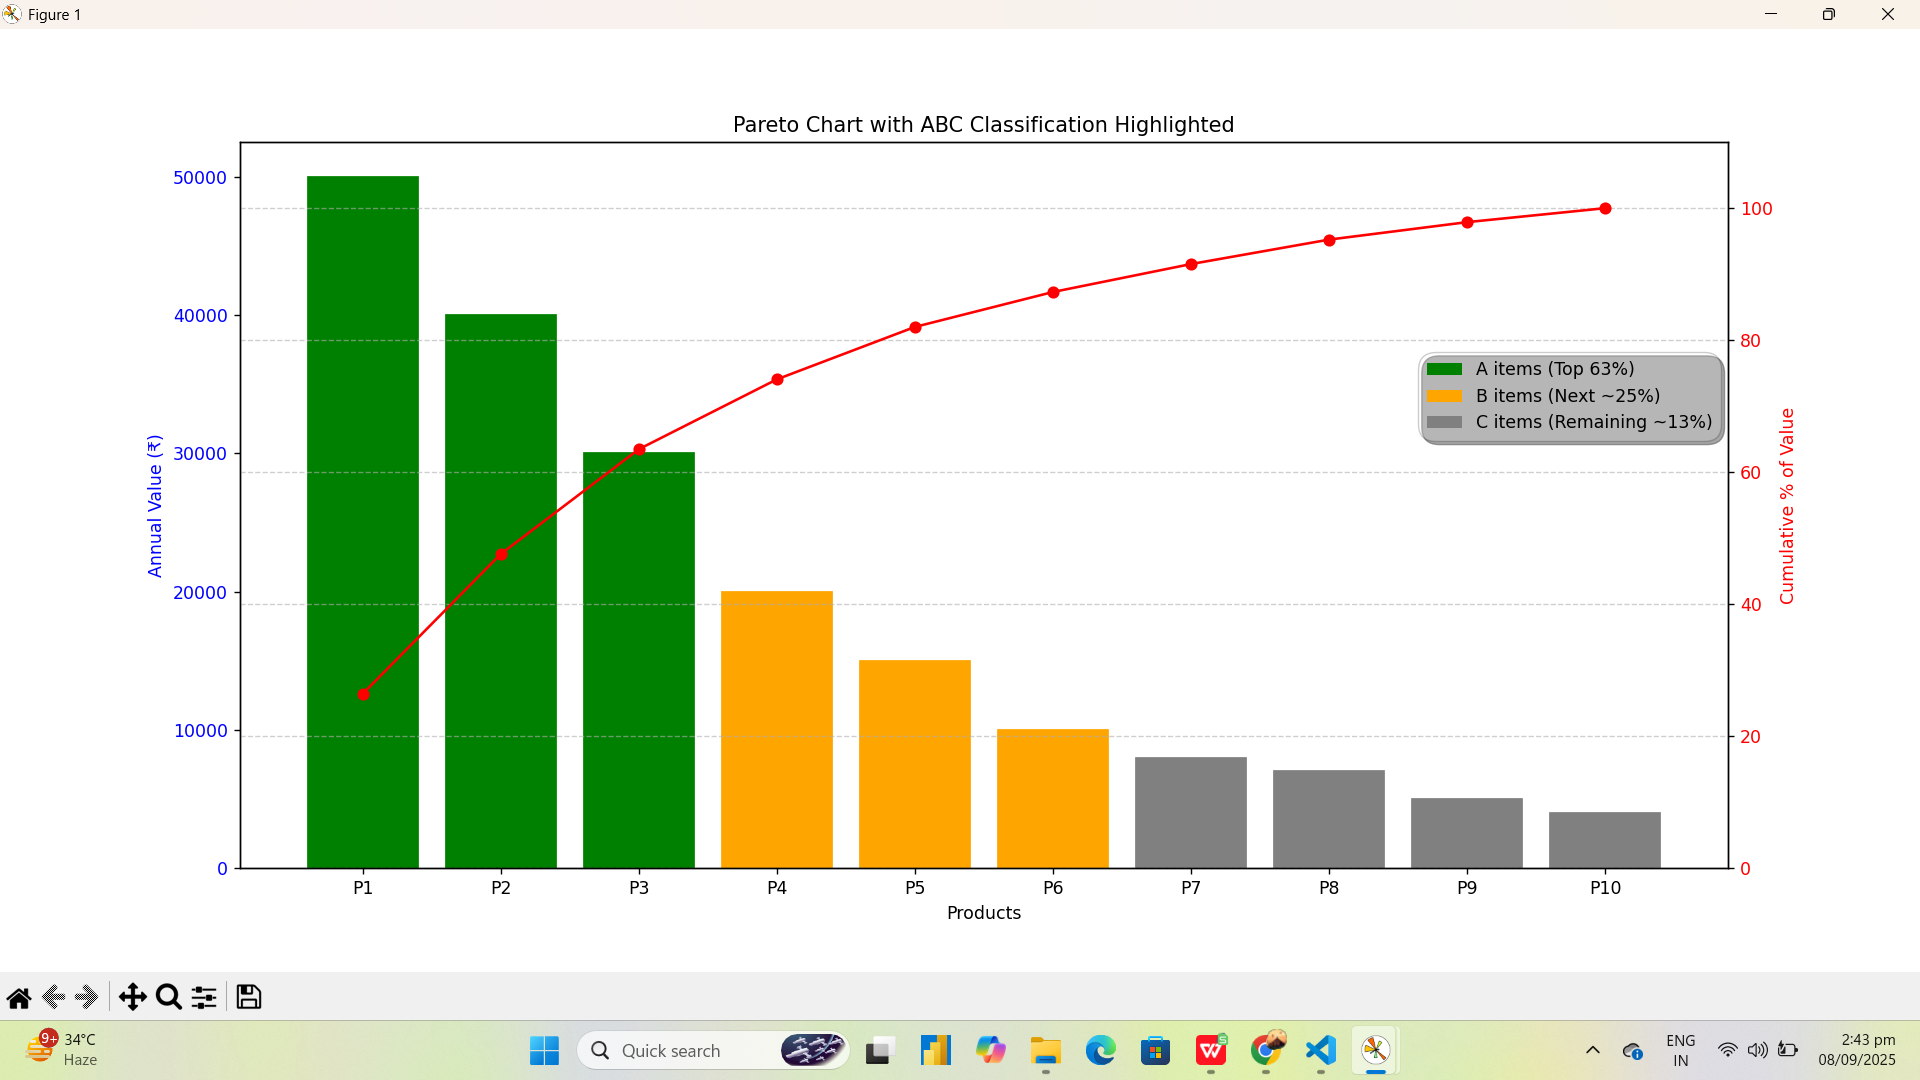 Figure 1
Pareto Chart with ABC Classification Highlighted
50000
40000
30000
20000
10000
0
Annual Value (₹)
100
80
60
40
20
0
Cumulative % of Value
A items (Top 63%)
B items (Next ~25%)
C items (Remaining ~13%)
P1 P2 P3 P4 P5 P6 P7 P8 P9 P10
Products
9+
34°C
Haze
Quick search
W
S
ENG
IN
2:43 pm
08/09/2025